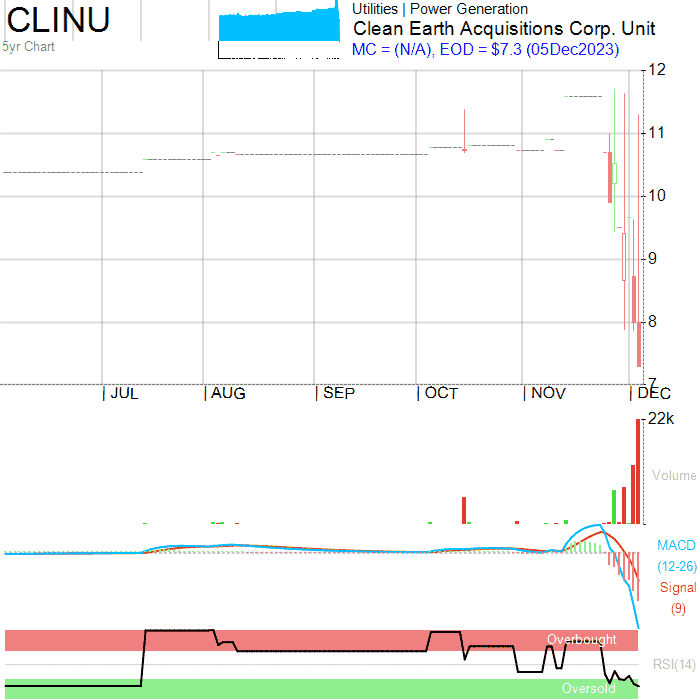 CLINU
5yr Chart
Utilities | Power Generation
Clean Earth Acquisitions Corp. Unit
MC = (N/A), EOD = $7.3 (05Dec2023)
12
11
10
9
8
7
| JUL | AUG | SEP | OCT | NOV | DEC
22k
Volume
MACD
(12-26)
Signal
(9)
Overbought
RSI(14)
Oversold